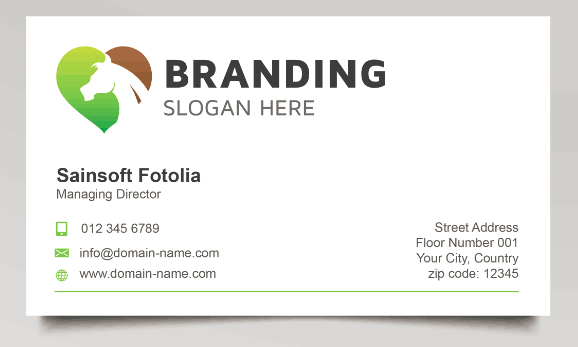 BRANDING
SLOGAN HERE
Sainsoft Fotolia
Managing Director
012 345 6789
info@domain-name.com
www.domain-name.com
Street Address
Floor Number 001
Your City, Country
zip code: 12345